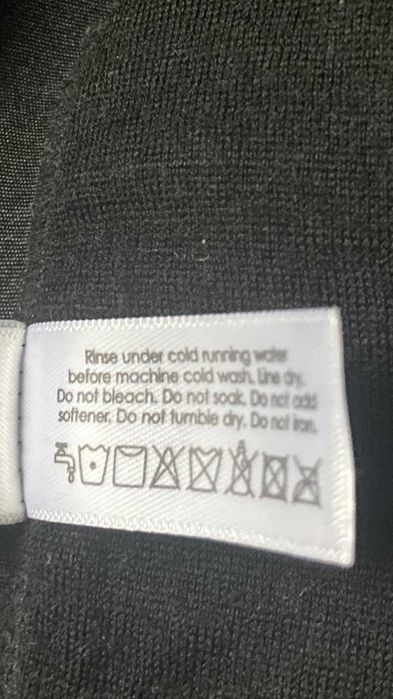 Rinse under cold running water
before machine cold wash. Line dry.
Do not bleach. Do not soak. Do not add
softener. Do not tumble dry. Do not iron.